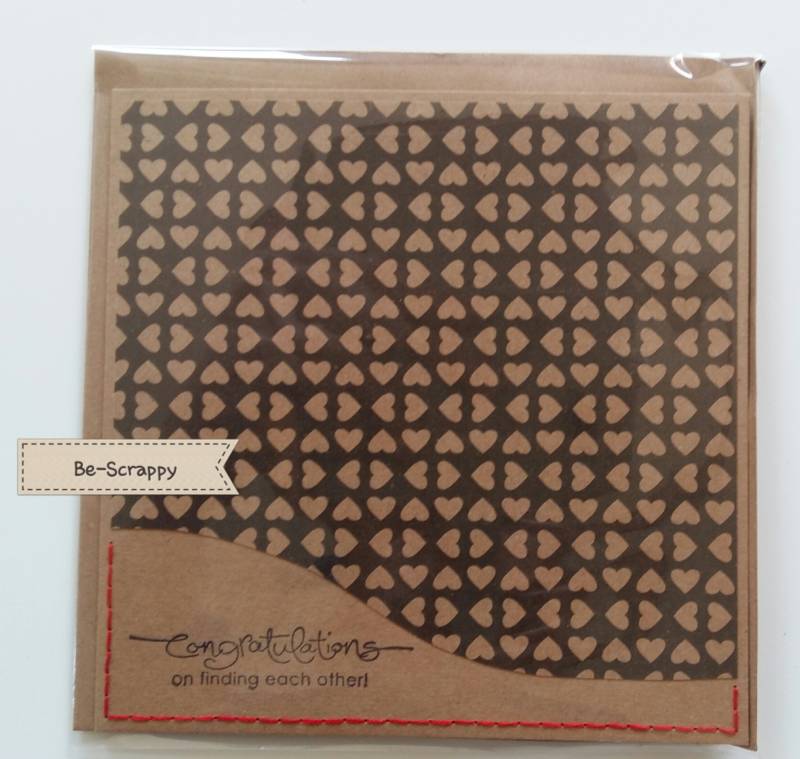 Be-Scrappy
Congratulations
on finding each other!